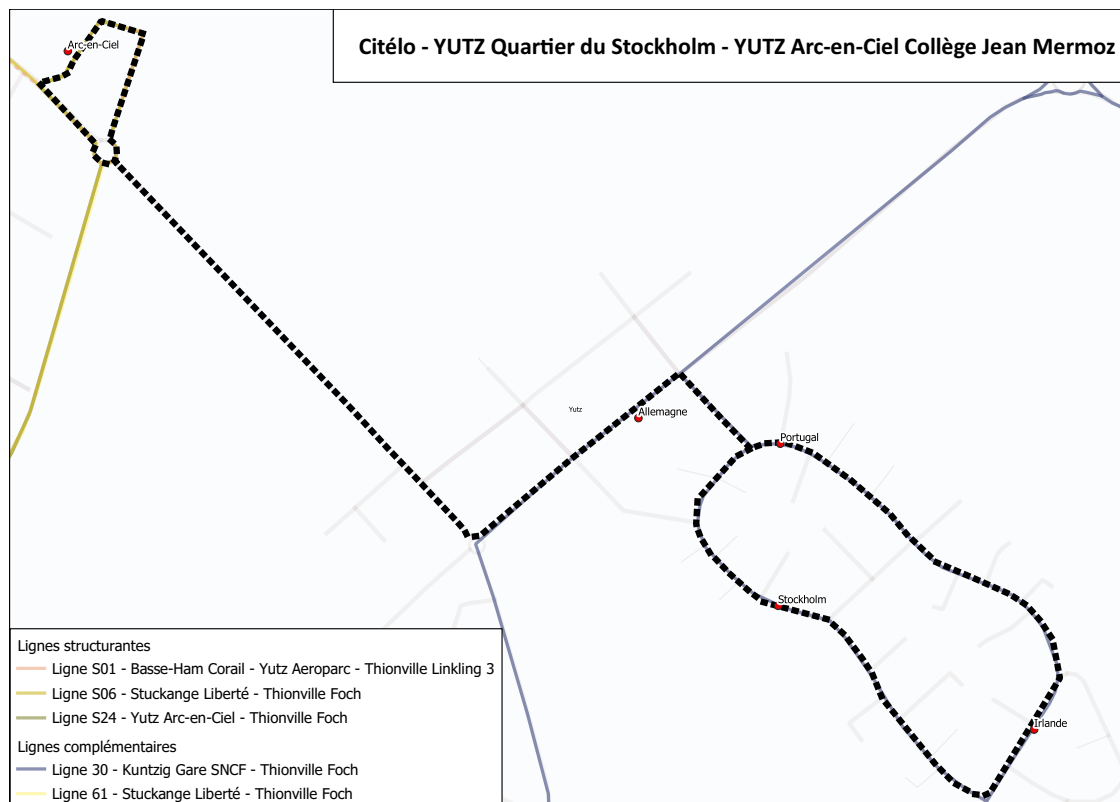 Citélo - YUTZ Quartier du Stockholm - YUTZ Arc-en-Ciel Collège Jean Mermoz
Arc-en-Ciel
Yutz
Allemagne
Portugal
Stockholm
Irlande
Lignes structurantes
Ligne S01 - Basse-Ham Corail - Yutz Aeroparc - Thionville Linkling 3
Ligne S06 - Stuckange Liberté - Thionville Foch
Ligne S24 - Yutz Arc-en-Ciel - Thionville Foch
Lignes complémentaires
Ligne 30 - Kuntzig Gare SNCF - Thionville Foch
Ligne 61 - Stuckange Liberté - Thionville Foch